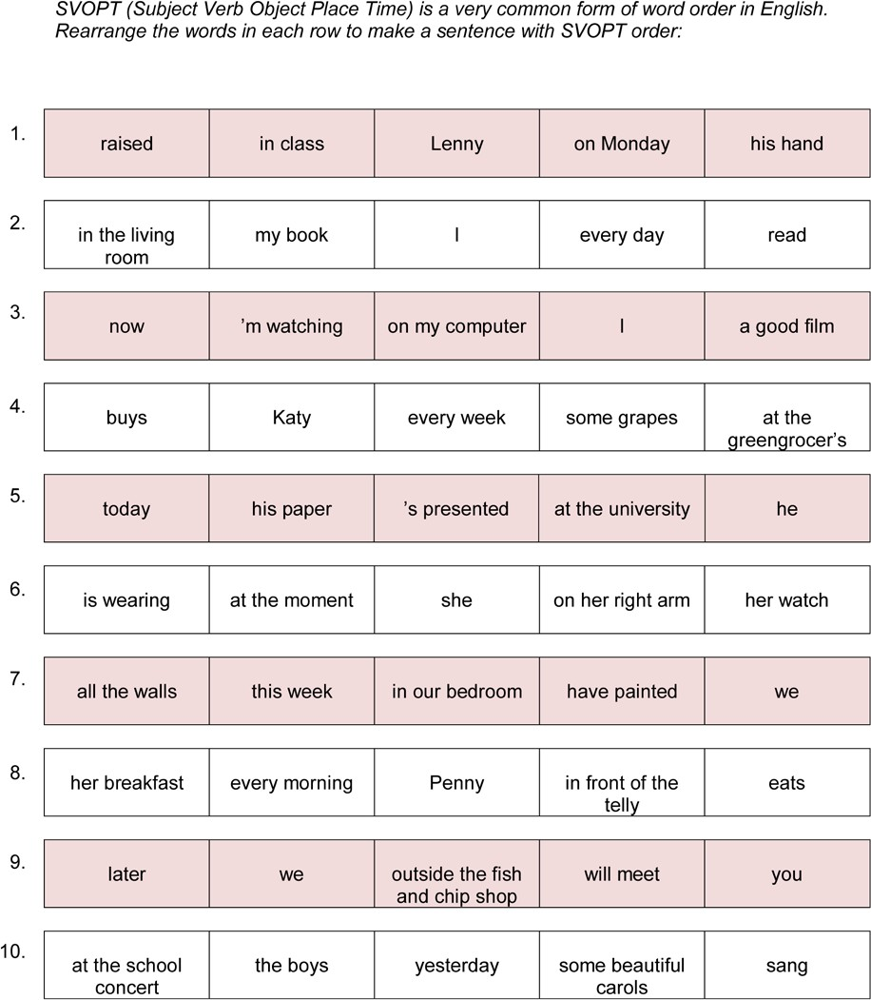 SVOPT (Subject Verb Object Place Time) is a very common form of word order in English.
Rearrange the words in each row to make a sentence with SVOPT order:
1. raised in class Lenny on Monday his hand
2. in the living room my book I every day read
3. now ’m watching on my computer I a good film
4. buys Katy every week some grapes at the greengrocer’s
5. today his paper ’s presented at the university he
6. is wearing at the moment she on her right arm her watch
7. all the walls this week in our bedroom have painted we
8. her breakfast every morning Penny in front of the telly eats
9. later we outside the fish and chip shop will meet you
10. at the school concert the boys yesterday some beautiful carols sang